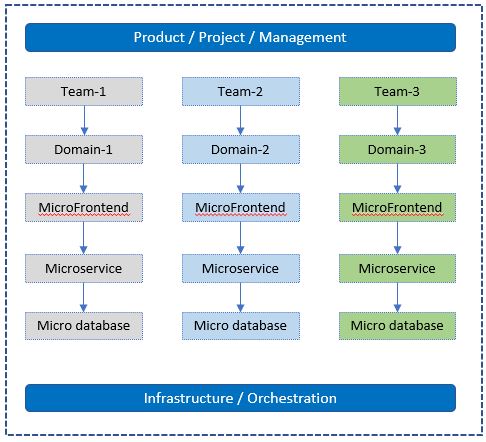 Product / Project / Management
Team-1
Team-2
Team-3
Domain-1
Domain-2
Domain-3
MicroFrontend
MicroFrontend
MicroFrontend
Microservice
Microservice
Microservice
Micro database
Micro database
Micro database
Infrastructure / Orchestration